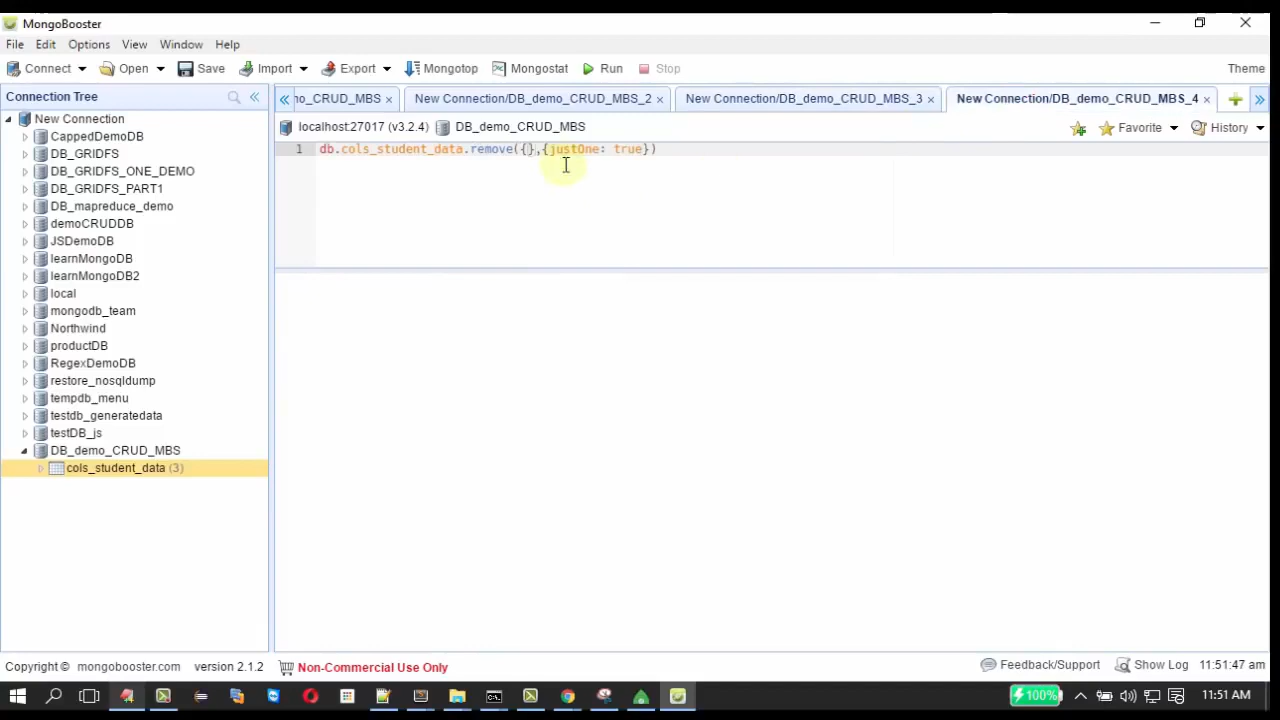 MongoBooster
File Edit Options View Window Help
Connect Open Save Import Export Mongotop Mongostat Run Stop Theme
Connection Tree
no_CRUD_MBS New Connection/DB_demo_CRUD_MBS_2 New Connection/DB_demo_CRUD_MBS_3 New Connection/DB_demo_CRUD_MBS_4
localhost:27017 (v3.2.4) DB_demo_CRUD_MBS Favorite History
1 db.cols_student_data.remove({},{justOne: true})
New Connection
CappedDemoDB
DB_GRIDFS
DB_GRIDFS_ONE_DEMO
DB_GRIDFS_PART1
DB_mapreduce_demo
demoCRUDDB
JSDemoDB
learnMongoDB
learnMongoDB2
local
mongodb_team
Northwind
productDB
RegexDemoDB
restore_nosqldump
tempdb_menu
testdb_generatedata
testDB_js
DB_demo_CRUD_MBS
cols_student_data (3)
Copyright © mongobooster.com version 2.1.2 Non-Commercial Use Only Feedback/Support Show Log 11:51:47 am
100% 11:51 AM